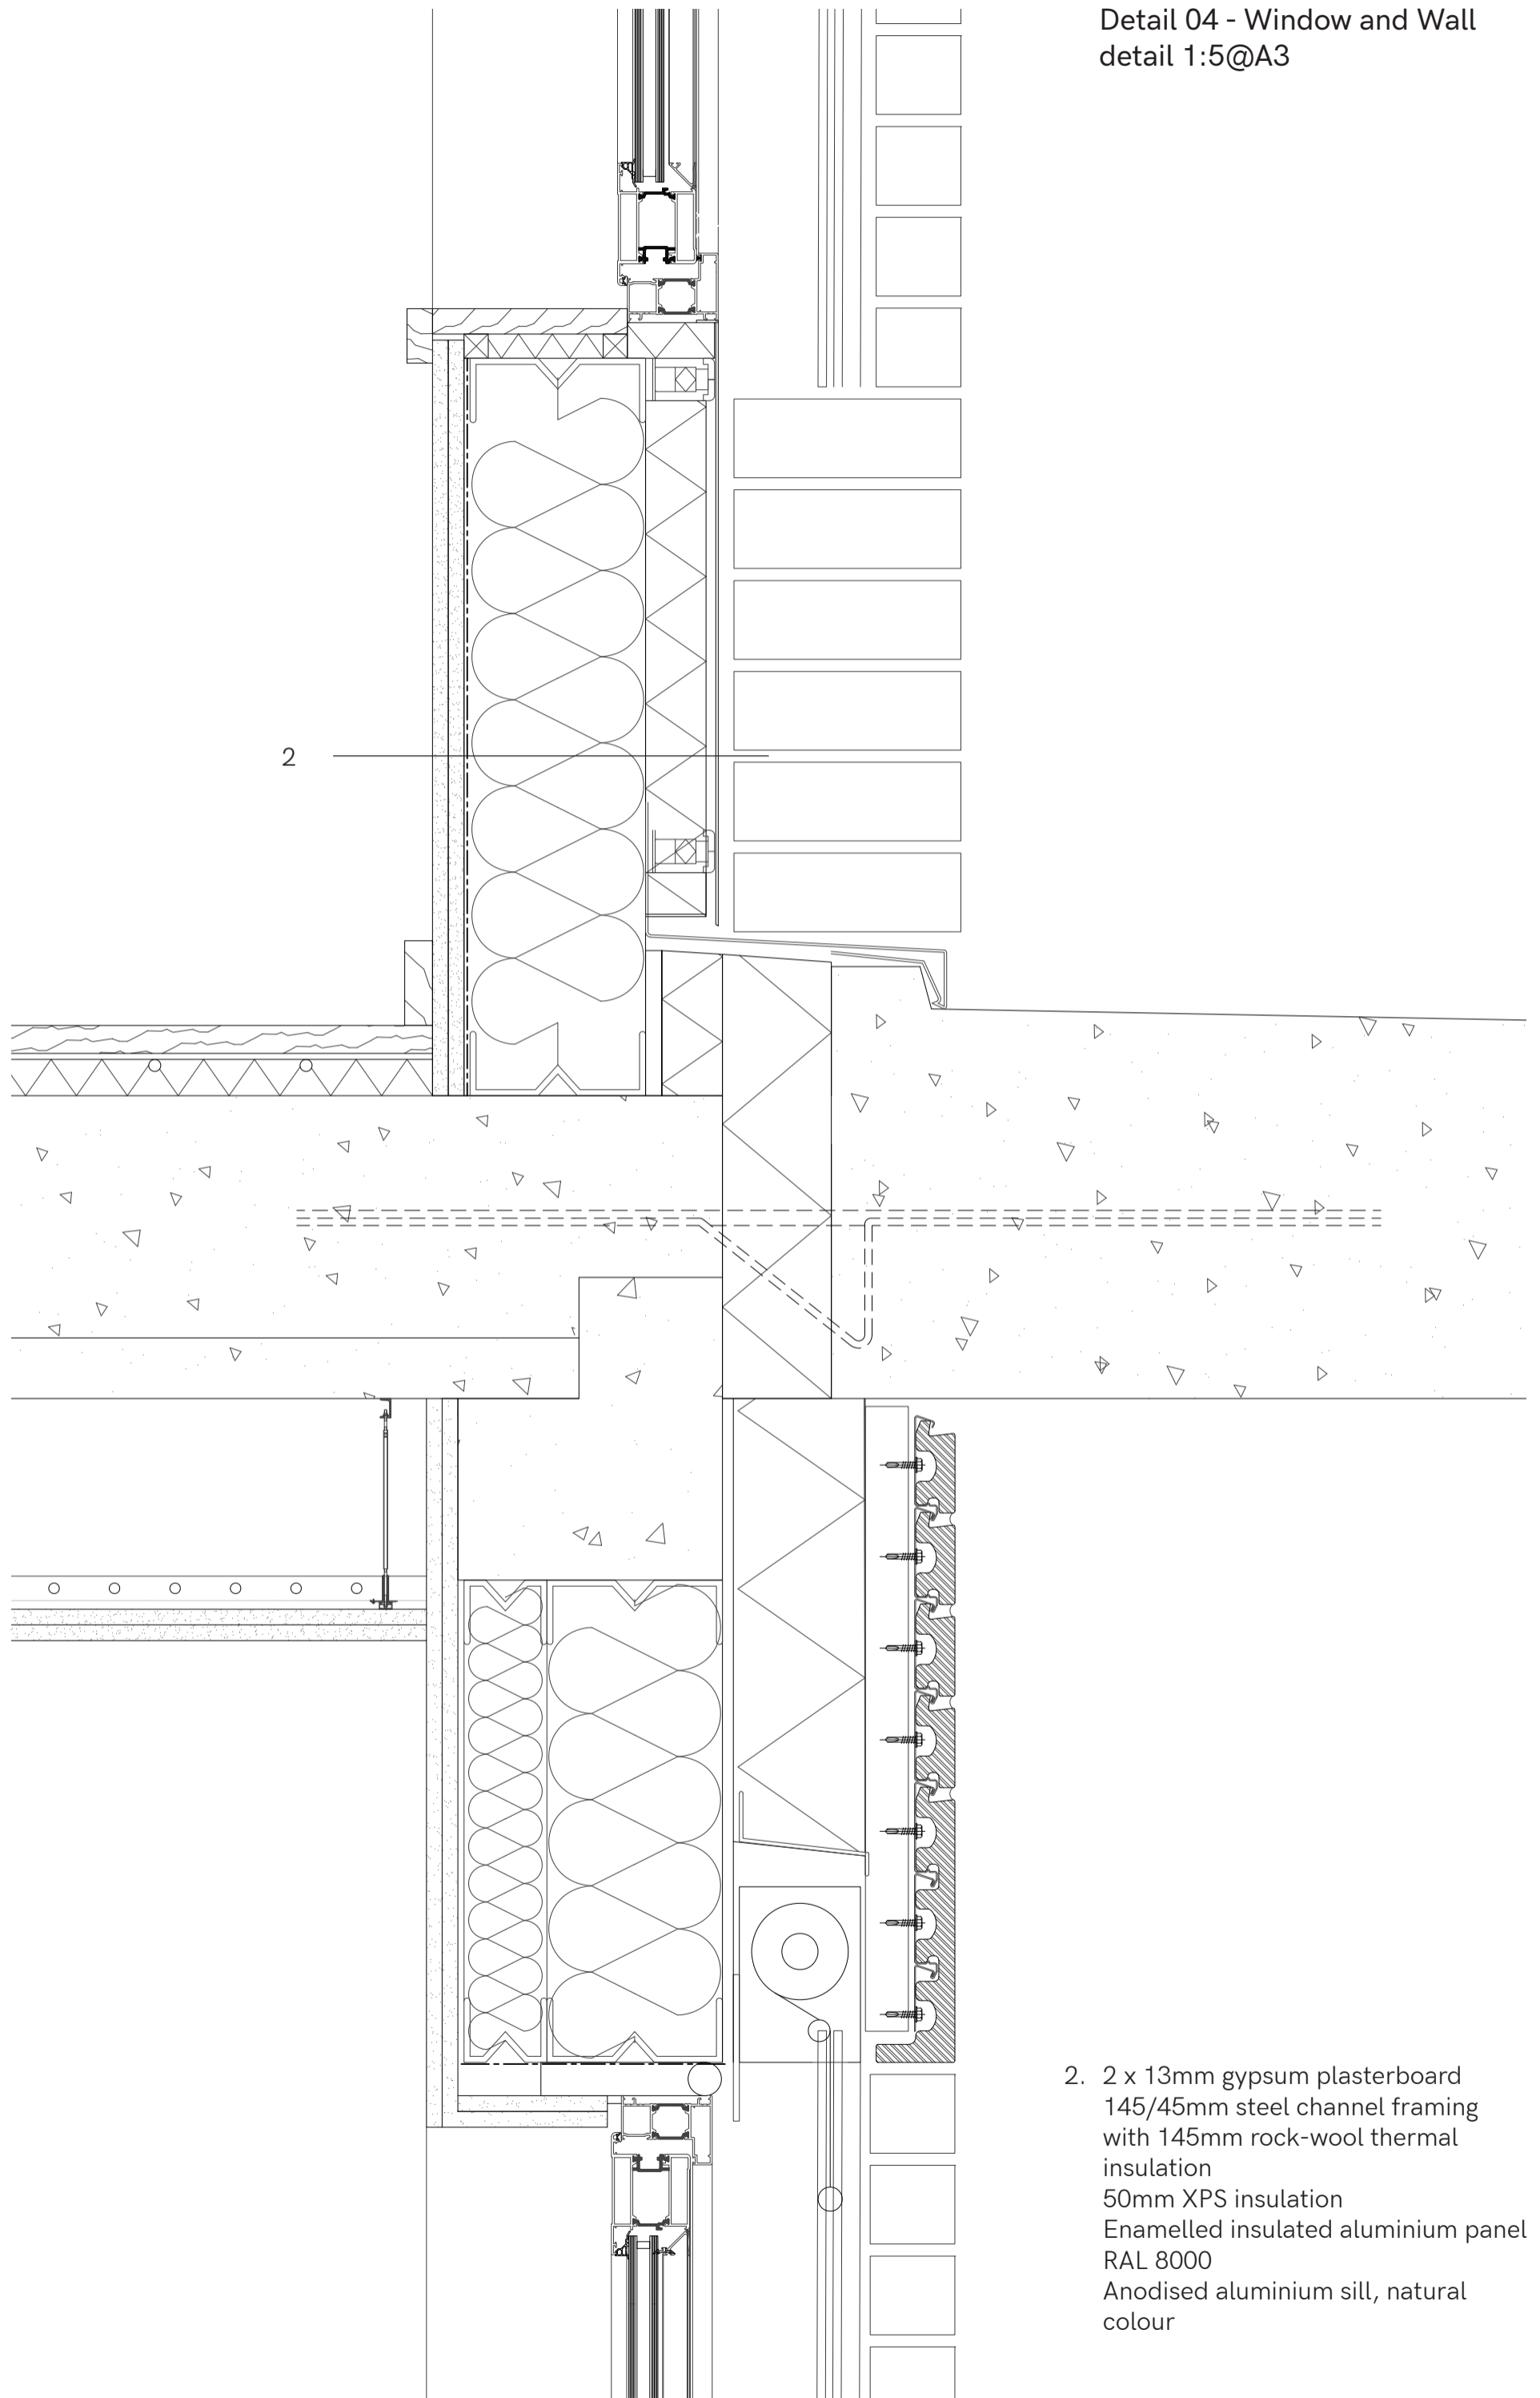 Detail 04 - Window and Wall
detail 1:5@A3
2
2. 2 x 13mm gypsum plasterboard
145/45mm steel channel framing
with 145mm rock-wool thermal
insulation
50mm XPS insulation
Enamelled insulated aluminium panel
RAL 8000
Anodised aluminium sill, natural
colour